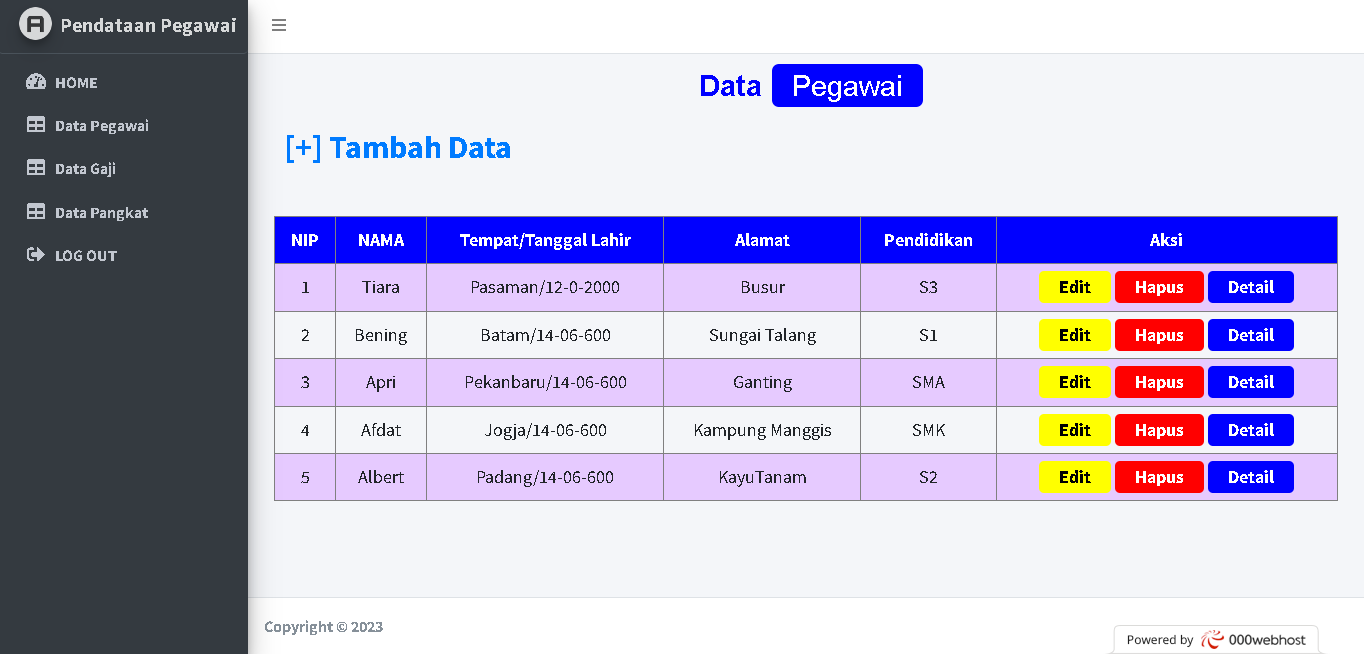 Pendataan Pegawai
HOME
Data Pegawai
Data Gaji
Data Pangkat
LOG OUT
Data Pegawai
[+] Tambah Data
NIP NAMA Tempat/Tanggal Lahir Alamat Pendidikan Aksi
1 Tiara Pasaman/12-0-2000 Busur S3 Edit Hapus Detail
2 Bening Batam/14-06-600 Sungai Talang S1 Edit Hapus Detail
3 Apri Pekanbaru/14-06-600 Ganting SMA Edit Hapus Detail
4 Afdat Jogja/14-06-600 Kampung Manggis SMK Edit Hapus Detail
5 Albert Padang/14-06-600 KayuTanam S2 Edit Hapus Detail
Copyright © 2023
Powered by 000webhost